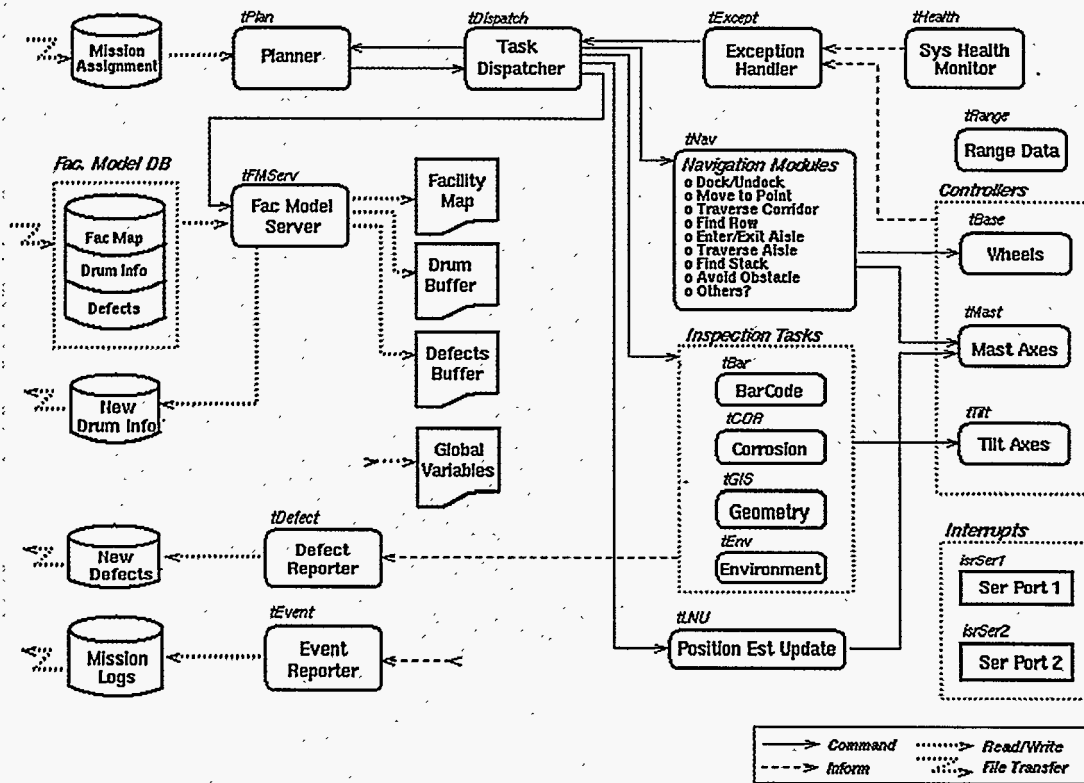 tPlan
tDispatch
tExcept
tHealth
Mission
Assignment
Planner
Task
Dispatcher
Exception
Handler
Sys Health
Monitor
tRange
Range Data
tNav
Navigation Modules
o Dock/Undock
o Move to Point
o Traverse Corridor
o Find Row
o Enter/Exit Aisle
o Traverse Aisle
o Find Stack
o Avoid Obstacle
o Others?
Fac. Model DB
Fac Map
Drum Info
Defects
tFMServ
Fac Model
Server
Facility
Map
Drum
Buffer
Defects
Buffer
Global
Variables
Controllers
tBase
Wheels
tMast
Mast Axes
tTilt
Tilt Axes
Inspection Tasks
tBar
BarCode
tCOR
Corrosion
tGIS
Geometry
tEnv
Environment
New
Drum Info
tDefect
New
Defects
Defect
Reporter
tEvent
Mission
Logs
Event
Reporter
tLNU
Position Est Update
Interrupts
isrSer1
Ser Port 1
isrSer2
Ser Port 2
Command
Read/Write
Inform
File Transfer